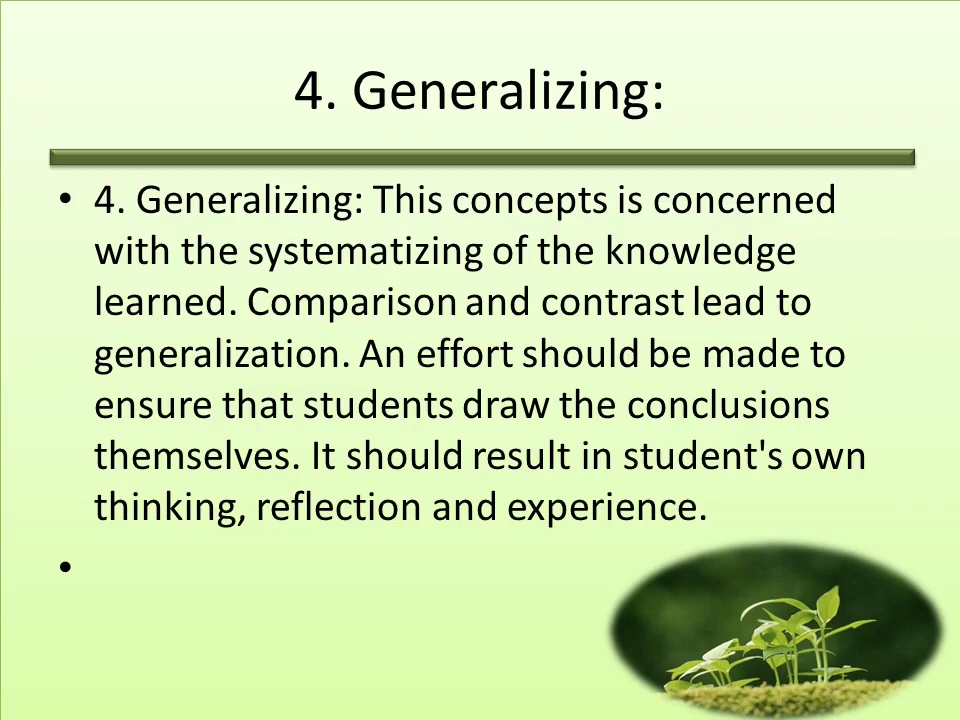 4. Generalizing:
• 4. Generalizing: This concepts is concerned
with the systematizing of the knowledge
learned. Comparison and contrast lead to
generalization. An effort should be made to
ensure that students draw the conclusions
themselves. It should result in student's own
thinking, reflection and experience.
•